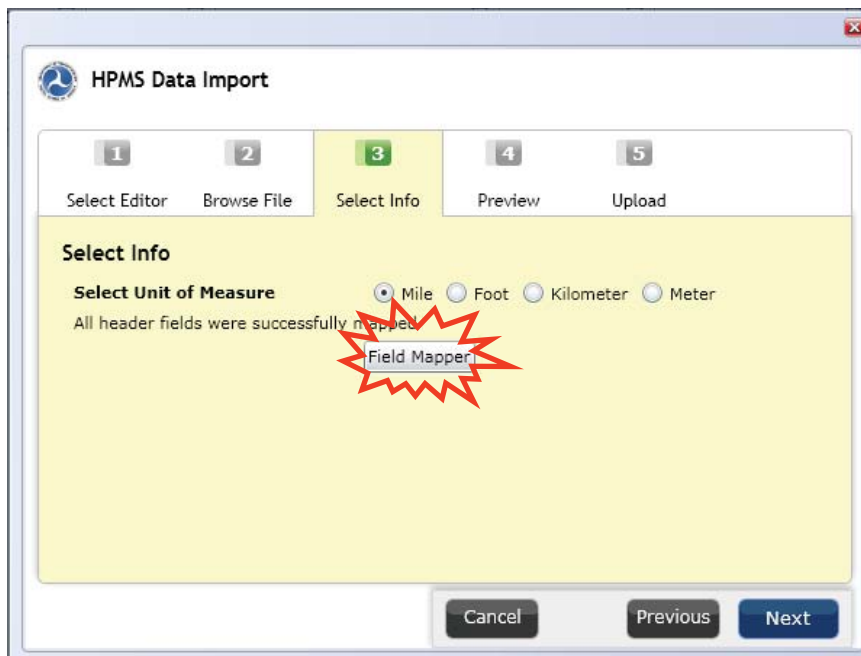 HPMS Data Import
1 2 3 4 5
Select Editor Browse File Select Info Preview Upload
Select Info
Select Unit of Measure Mile Foot Kilometer Meter
All header fields were successfully mapped
Field Mapper
Cancel Previous Next